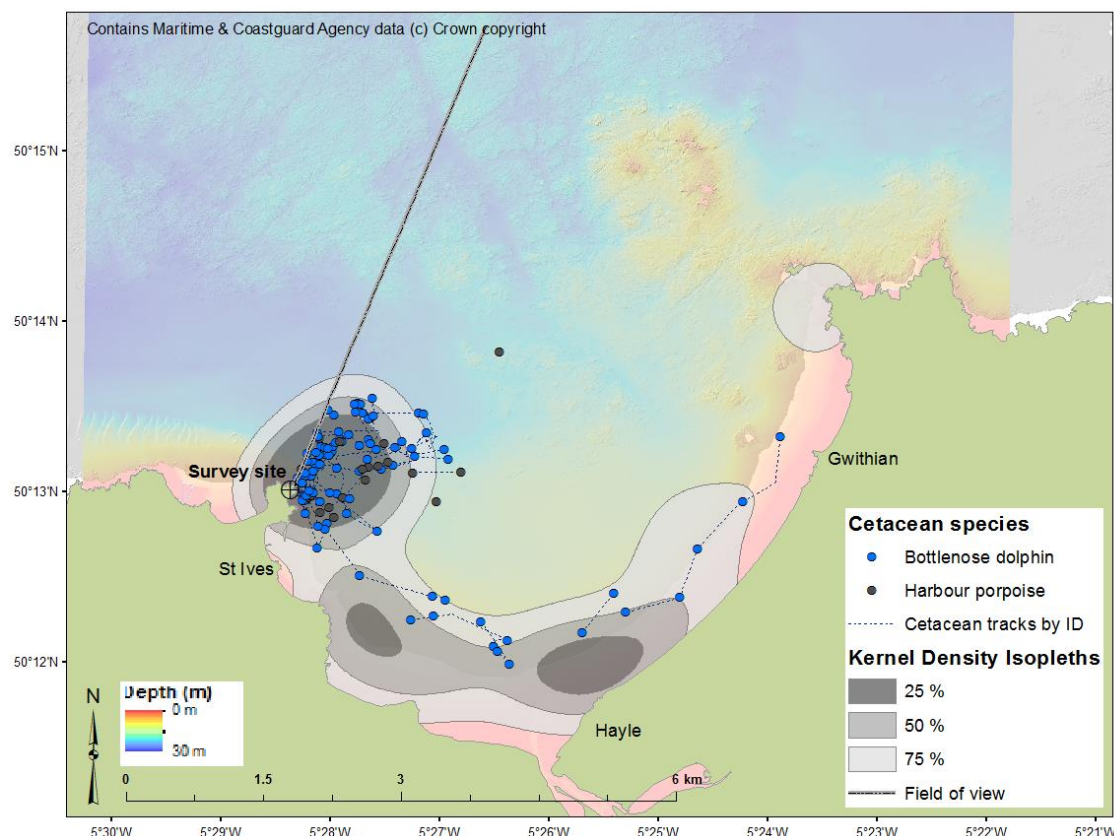 Contains Maritime & Coastguard Agency data (c) Crown copyright
50°15'N
50°14'N
50°13'N
50°12'N
Survey site
St Ives
Gwithian
Hayle
Cetacean species
Bottlenose dolphin
Harbour porpoise
Cetacean tracks by ID
Kernel Density Isopleths
25 %
50 %
75 %
Field of view
N
Depth (m)
0 m
30 m
0 1.5 3 6 km
5°30'W 5°29'W 5°28'W 5°27'W 5°26'W 5°25'W 5°24'W 5°23'W 5°22'W 5°21'W